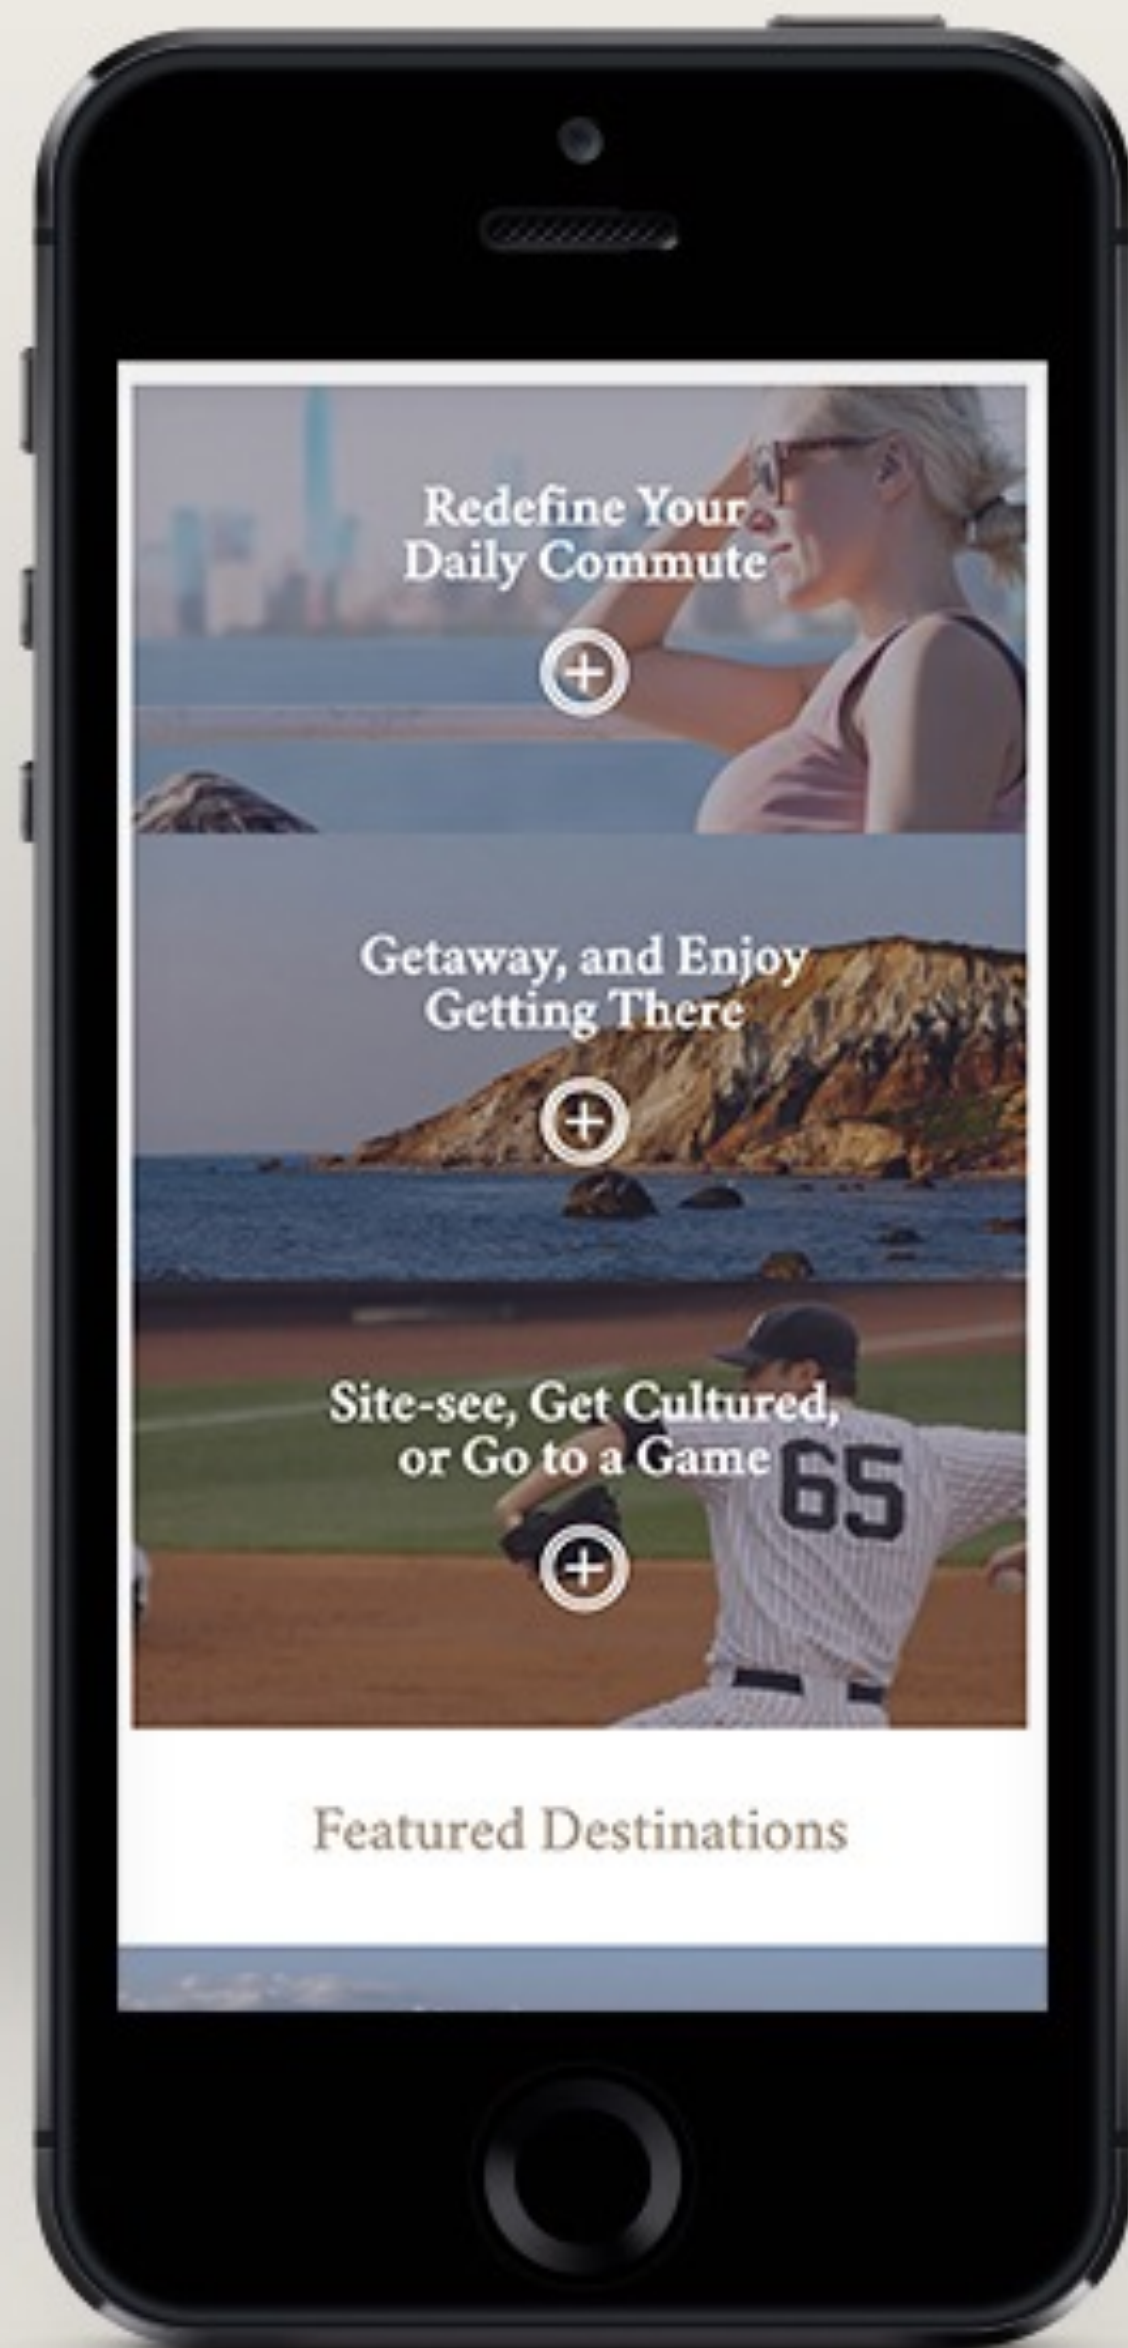 Redefine Your
Daily Commute
Getaway, and Enjoy
Getting There
Site-see, Get Cultured,
or Go to a Game
65
Featured Destinations